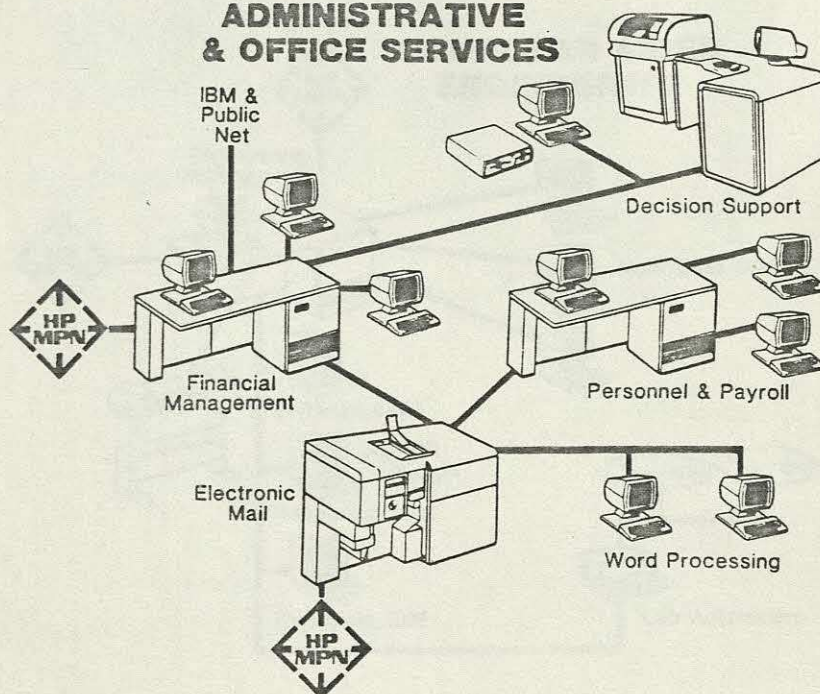 ADMINISTRATIVE
& OFFICE SERVICES
IBM &
Public
Net
Decision Support
HP
MPN
Financial
Management
Personnel & Payroll
Electronic
Mail
Word Processing
HP
MPN